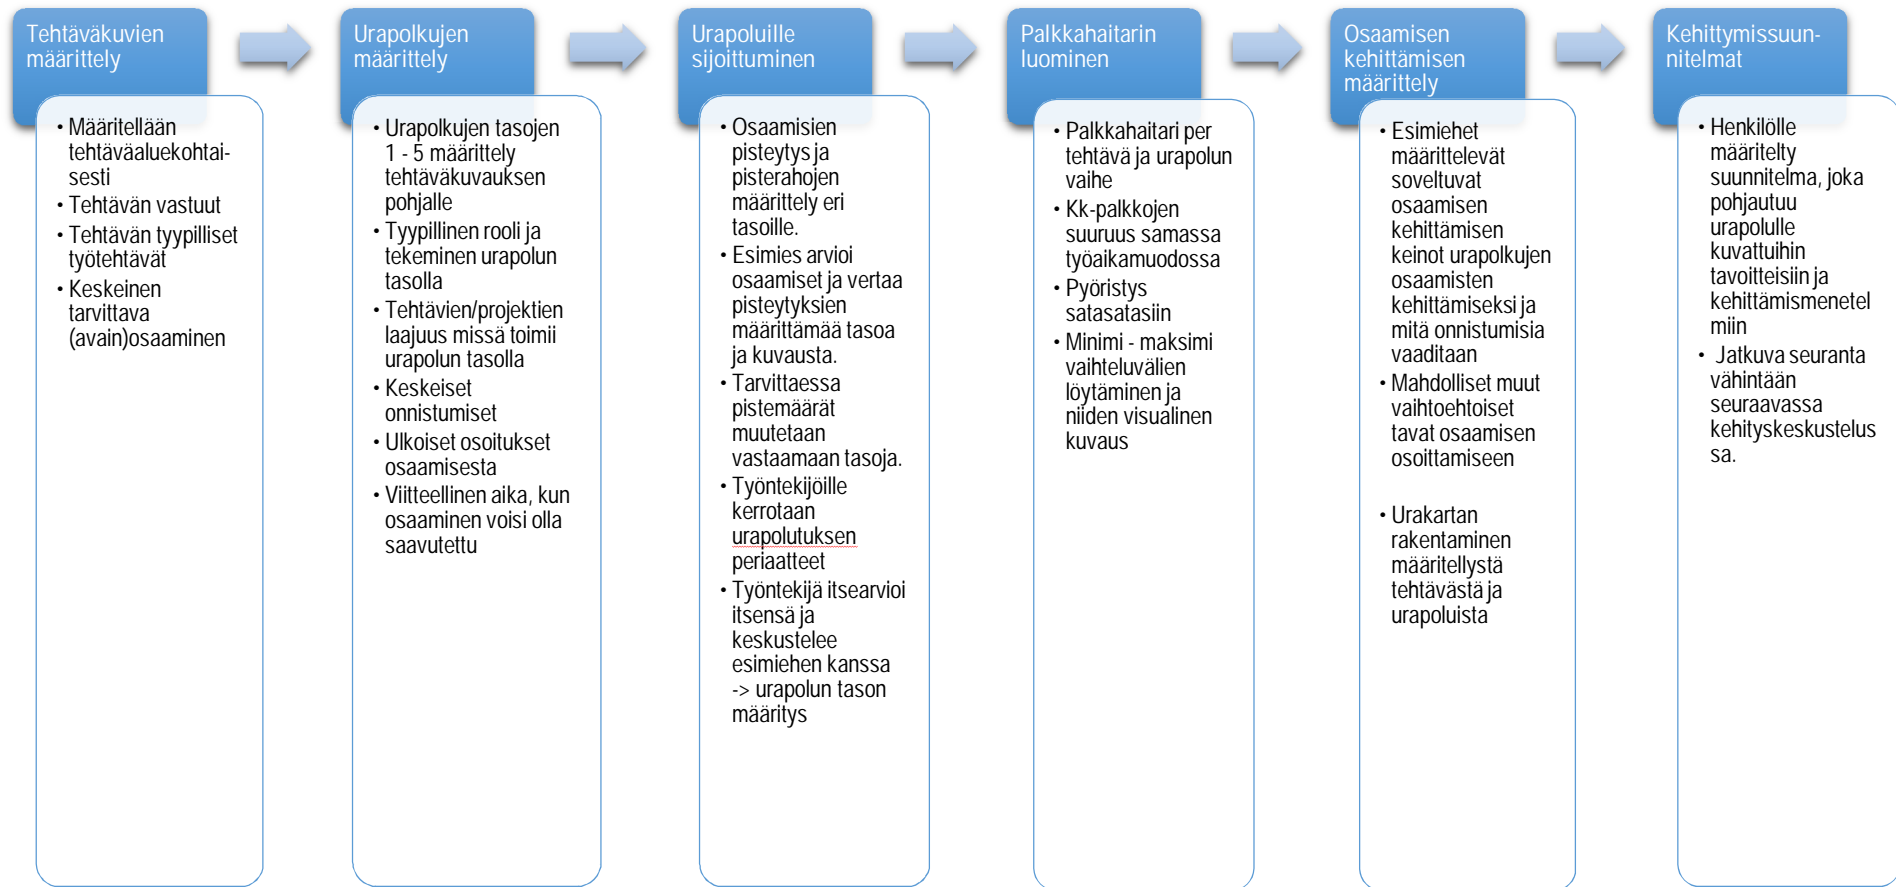 Tehtäväkuvien
määrittely
• Määritellään
tehtäväaluekohtai-
sesti
• Tehtävän vastuut
• Tehtävän tyypilliset
työtehtävät
• Keskeinen
tarvittava
(avain)osaaminen
Urapolkujen
määrittely
• Urapolkujen tasojen
1 - 5 määrittely
tehtäväkuvauksen
pohjalle
• Tyypillinen rooli ja
tekeminen urapolun
tasolla
• Tehtävien/projektien
laajuus missä toimii
urapolun tasolla
• Keskeiset
onnistumiset
• Ulkoiset osoitukset
osaamisesta
• Viitteellinen aika, kun
osaaminen voisi olla
saavutettu
Urapoluille
sijoittuminen
• Osaamisien
pisteytys ja
pisterahojen
määrittely eri
tasoille.
• Esimies arvioi
osaamiset ja vertaa
pisteytyksien
määrittämää tasoa
ja kuvausta.
• Tarvittaessa
pistemäärät
muutetaan
vastaamaan tasoja.
• Työntekijöille
kerrotaan
urapolutuksen
periaatteet
• Työntekijä itsearvioi
itsensä ja
keskustelee
esimiehen kanssa
-> urapolun tason
määritys
Palkkahaitarin
luominen
• Palkkahaitari per
tehtävä ja urapolun
vaihe
• Kk-palkkojen
suuruus samassa
työaikamuodossa
• Pyöristys
satasatasiin
• Minimi - maksimi
vaihteluvälien
löytäminen ja
niiden visualinen
kuvaus
Osaamisen
kehittämisen
määrittely
• Esimiehet
määrittelevät
soveltuvat
osaamisen
kehittämisen
keinot urapolkujen
osaamisten
kehittämiseksi ja
mitä onnistumisia
vaaditaan
• Mahdolliset muut
vaihtoehtoiset
tavat osaamisen
osoittamiseen
• Urakartan
rakentaminen
määritellystä
tehtävästä ja
urapoluista
Kehittymissuun-
nitelmat
• Henkilölle
määritelty
suunnitelma, joka
pohjautuu
urapolulle
kuvattuihin
tavoitteisiin ja
kehittämismenetel
miin
• Jatkuva seuranta
vähintään
seuraavassa
kehityskeskustelus
sa.